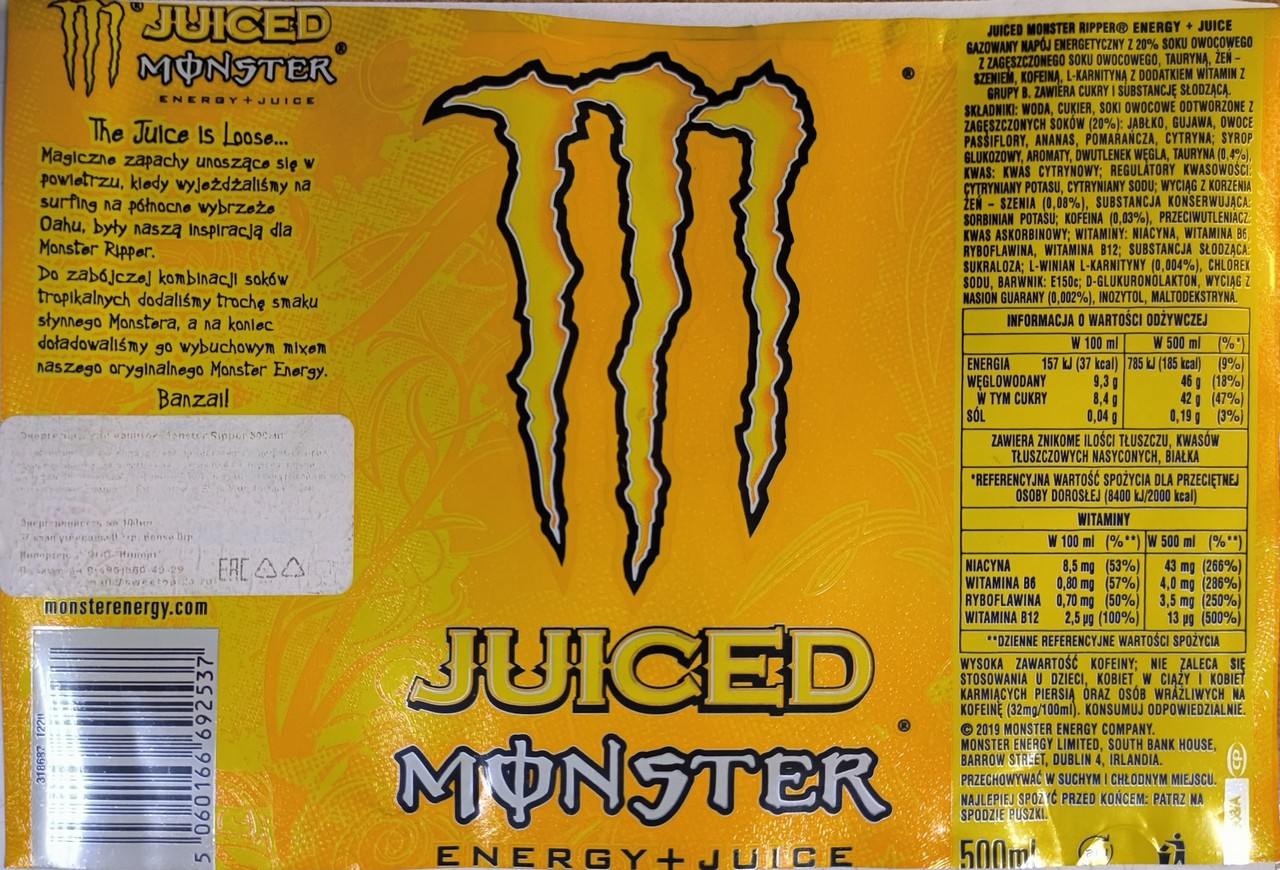 JUICED
MONSTER®
ENERGY+JUICE
The Juice is Loose...
Magiczne zapachy unoszące się w
powietrzu, kiedy wyjeżdżaliśmy na
surfing na północne wybrzeże
Oahu, były naszą inspiracją dla
Monster Ripper.
Do zabójczej kombinacji soków
tropikalnych dodaliśmy trochę smaku
słynnego Monstera, a na koniec
doładowaliśmy go wybuchowym mixem
naszego oryginalnego Monster Energy.
Banzai!
Monster Ripper 500мл
EAC
monsterenergy.com
318687 1220
5 060166 692537
JUICED
MONSTER
ENERGY+JUICE
JUICED MONSTER RIPPER® ENERGY + JUICE
GAZOWANY NAPÓJ ENERGETYCZNY Z 20% SOKU OWOCOWEGO
Z ZAGĘSZCZONEGO SOKU OWOCOWEGO, TAURYNĄ, ŻEŃ –
SZENIEM, KOFEINĄ, L-KARNITYNĄ Z DODATKIEM WITAMIN Z
GRUPY B. ZAWIERA CUKRY I SUBSTANCJĘ SŁODZĄCĄ.
SKŁADNIKI: WODA, CUKIER, SOKI OWOCOWE ODTWORZONE Z
ZAGĘSZCZONYCH SOKÓW (20%): JABŁKO, GUJAWA, OWOCE
PASSIFLORY, ANANAS, POMARAŃCZA, CYTRYNA; SYROP
GLUKOZOWY, AROMATY, DWUTLENEK WĘGLA, TAURYNA (0,4%),
KWAS: KWAS CYTRYNOWY; REGULATORY KWASOWOŚCI:
CYTRYNIANY POTASU, CYTRYNIANY SODU; WYCIĄG Z KORZENIA
ŻEŃ – SZENIA (0,08%), SUBSTANCJA KONSERWUJĄCA:
SORBINIAN POTASU; KOFEINA (0,03%), PRZECIWUTLENIACZ:
KWAS ASKORBINOWY; WITAMINY: NIACYNA, WITAMINA B6,
RYBOFLAWINA, WITAMINA B12; SUBSTANCJA SŁODZĄCA:
SUKRALOZA; L-WINIAN L-KARNITYNY (0,004%), CHLOREK
SODU, BARWNIK: E150c; D-GLUKURONOLAKTON, WYCIĄG Z
NASION GUARANY (0,002%), INOZYTOL, MALTODEKSTRYNA.
INFORMACJA O WARTOŚCI ODŻYWCZEJ
W 100 ml W 500 ml (%*)
ENERGIA 157 kJ (37 kcal) 785 kJ (185 kcal) (9%)
WĘGLOWODANY 9,3 g 46 g (18%)
W TYM CUKRY 8,4 g 42 g (47%)
SÓL 0,04 g 0,19 g (3%)
ZAWIERA ZNIKOME ILOŚCI TŁUSZCZU, KWASÓW
TŁUSZCZOWYCH NASYCONYCH, BIAŁKA
*REFERENCYJNA WARTOŚĆ SPOŻYCIA DLA PRZECIĘTNEJ
OSOBY DOROSŁEJ (8400 kJ/2000 kcal)
WITAMINY
W 100 ml (%**) W 500 ml (%**)
NIACYNA 8,5 mg (53%) 43 mg (266%)
WITAMINA B6 0,80 mg (57%) 4,0 mg (286%)
RYBOFLAWINA 0,70 mg (50%) 3,5 mg (250%)
WITAMINA B12 2,5 µg (100%) 13 µg (500%)
**DZIENNE REFERENCYJNE WARTOŚCI SPOŻYCIA
WYSOKA ZAWARTOŚĆ KOFEINY; NIE ZALECA SIĘ
STOSOWANIA U DZIECI, KOBIET W CIĄŻY I KOBIET
KARMIĄCYCH PIERSIĄ ORAZ OSÓB WRAŻLIWYCH NA
KOFEINĘ (32mg/100ml). KONSUMUJ ODPOWIEDZIALNIE.
© 2019 MONSTER ENERGY COMPANY.
MONSTER ENERGY LIMITED, SOUTH BANK HOUSE,
BARROW STREET, DUBLIN 4, IRLANDIA.
PRZECHOWYWAĆ W SUCHYM I CHŁODNYM MIEJSCU.
NAJLEPIEJ SPOŻYĆ PRZED KOŃCEM: PATRZ NA
SPODZIE PUSZKI.
500ml